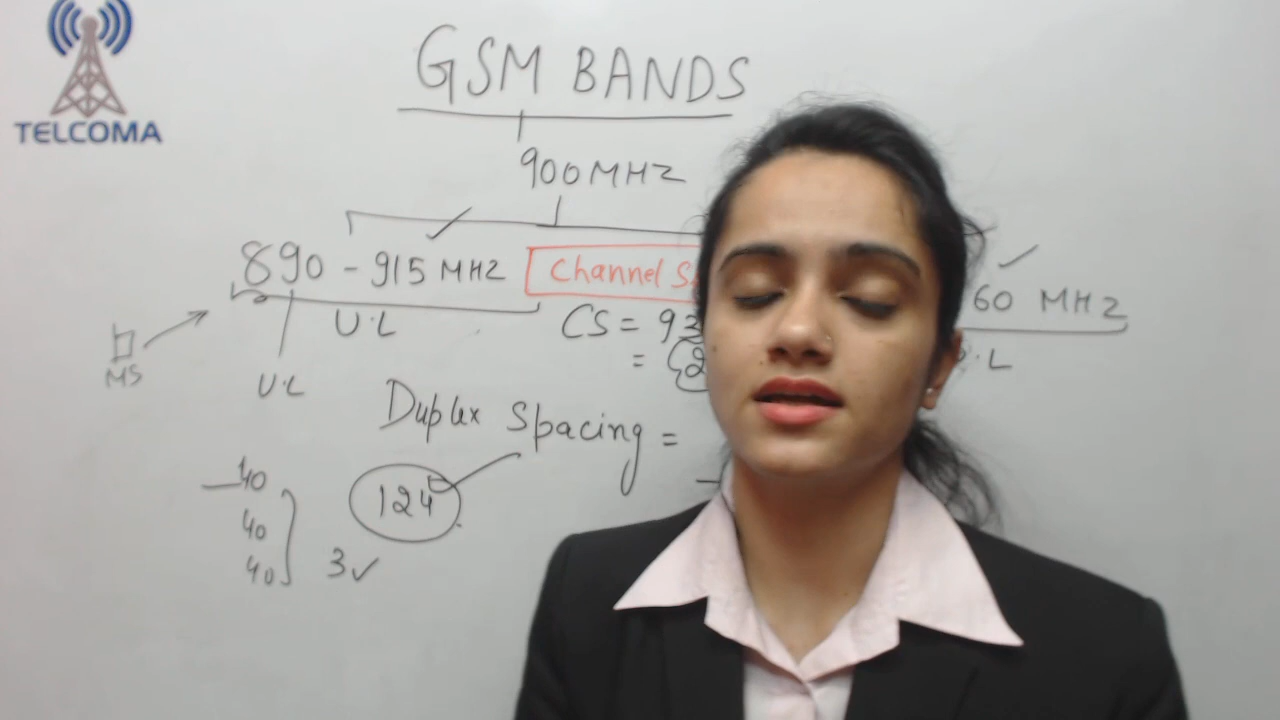 TELCOMA
GSM BANDS
900 MHZ
890 - 915 MHZ
Channel
60 MHZ
U.L
CS =
=
MS
U.L
.L
Duplex Spacing =
40
124
40
40
3